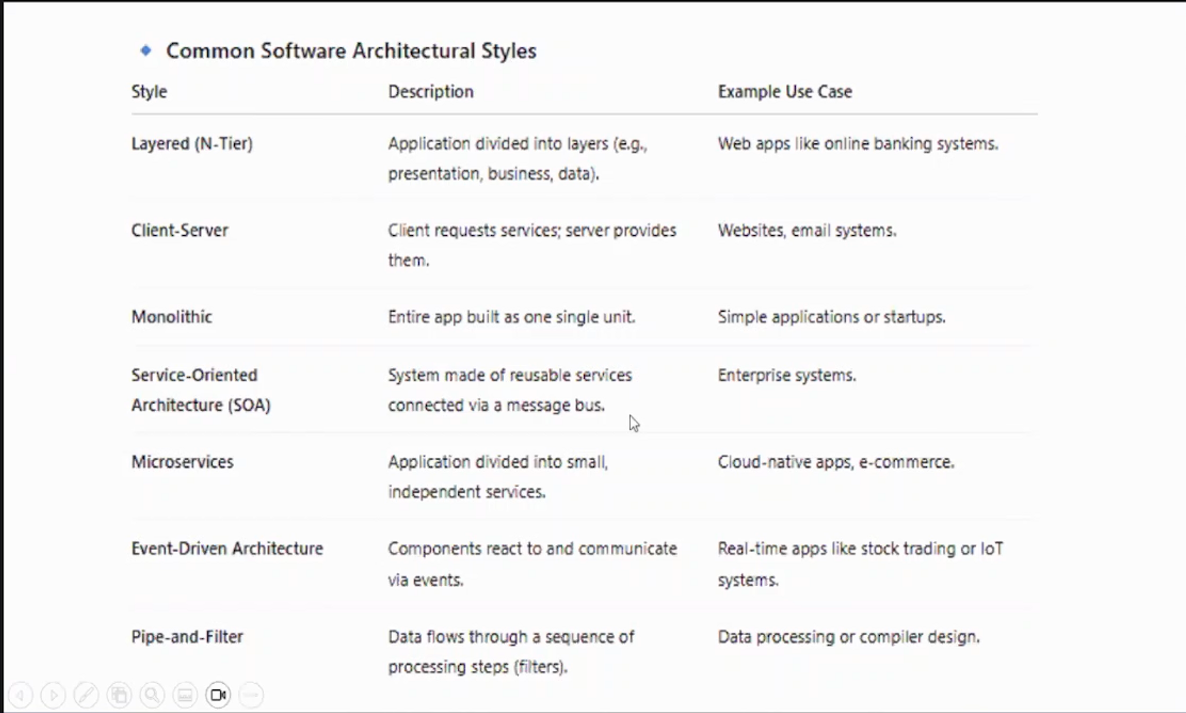 Common Software Architectural Styles
Style Description Example Use Case
Layered (N-Tier) Application divided into layers (e.g., Web apps like online banking systems.
presentation, business, data).
Client-Server Client requests services; server provides Websites, email systems.
them.
Monolithic Entire app built as one single unit. Simple applications or startups.
Service-Oriented System made of reusable services Enterprise systems.
Architecture (SOA) connected via a message bus.
Microservices Application divided into small, Cloud-native apps, e-commerce.
independent services.
Event-Driven Architecture Components react to and communicate Real-time apps like stock trading or IoT
via events. systems.
Pipe-and-Filter Data flows through a sequence of Data processing or compiler design.
processing steps (filters).